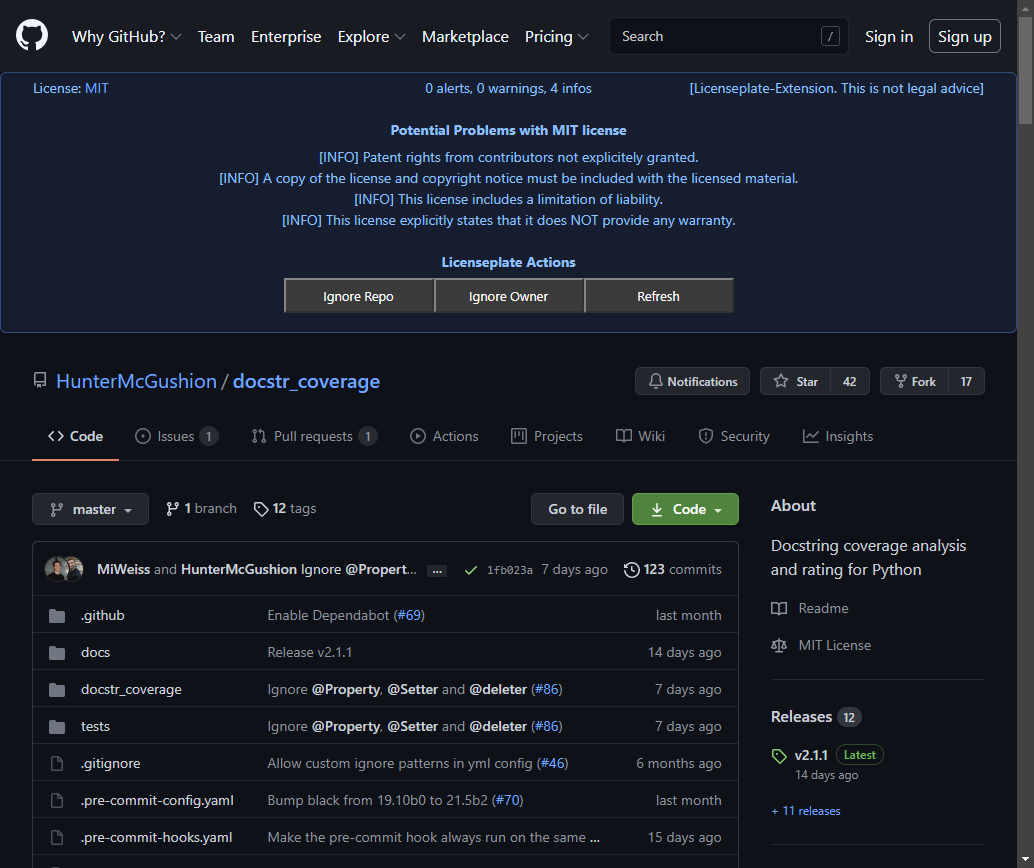 Why GitHub? Team Enterprise Explore Marketplace Pricing Search / Sign in Sign up
License: MIT 0 alerts, 0 warnings, 4 infos [Licenseplate-Extension. This is not legal advice]
Potential Problems with MIT license
[INFO] Patent rights from contributors not explicitely granted.
[INFO] A copy of the license and copyright notice must be included with the licensed material.
[INFO] This license includes a limitation of liability.
[INFO] This license explicitly states that it does NOT provide any warranty.
Licenseplate Actions
Ignore Repo Ignore Owner Refresh
HunterMcGushion / docstr_coverage Notifications Star 42 Fork 17
Code Issues 1 Pull requests 1 Actions Projects Wiki Security Insights
master 1 branch 12 tags Go to file Code
MiWeiss and HunterMcGushion Ignore @Propert... ... 1fb023a 7 days ago 123 commits
.github Enable Dependabot (#69) last month
docs Release v2.1.1 14 days ago
docstr_coverage Ignore @Property, @Setter and @deleter (#86) 7 days ago
tests Ignore @Property, @Setter and @deleter (#86) 7 days ago
.gitignore Allow custom ignore patterns in yml config (#46) 6 months ago
.pre-commit-config.yaml Bump black from 19.10b0 to 21.5b2 (#70) last month
.pre-commit-hooks.yaml Make the pre-commit hook always run on the same ... 15 days ago
About
Docstring coverage analysis
and rating for Python
Readme
MIT License
Releases 12
v2.1.1 Latest
14 days ago
+ 11 releases